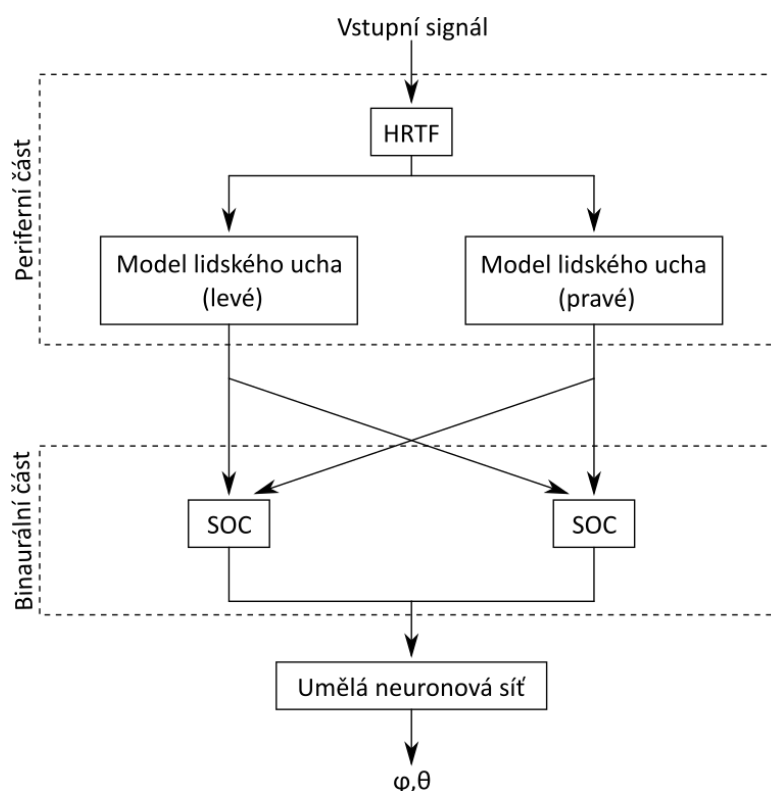 Vstupní signál
Periferní část
HRTF
Model lidského ucha
(levé)
Model lidského ucha
(pravé)
Binaurální část
SOC
SOC
Umělá neuronová síť
φ,θ